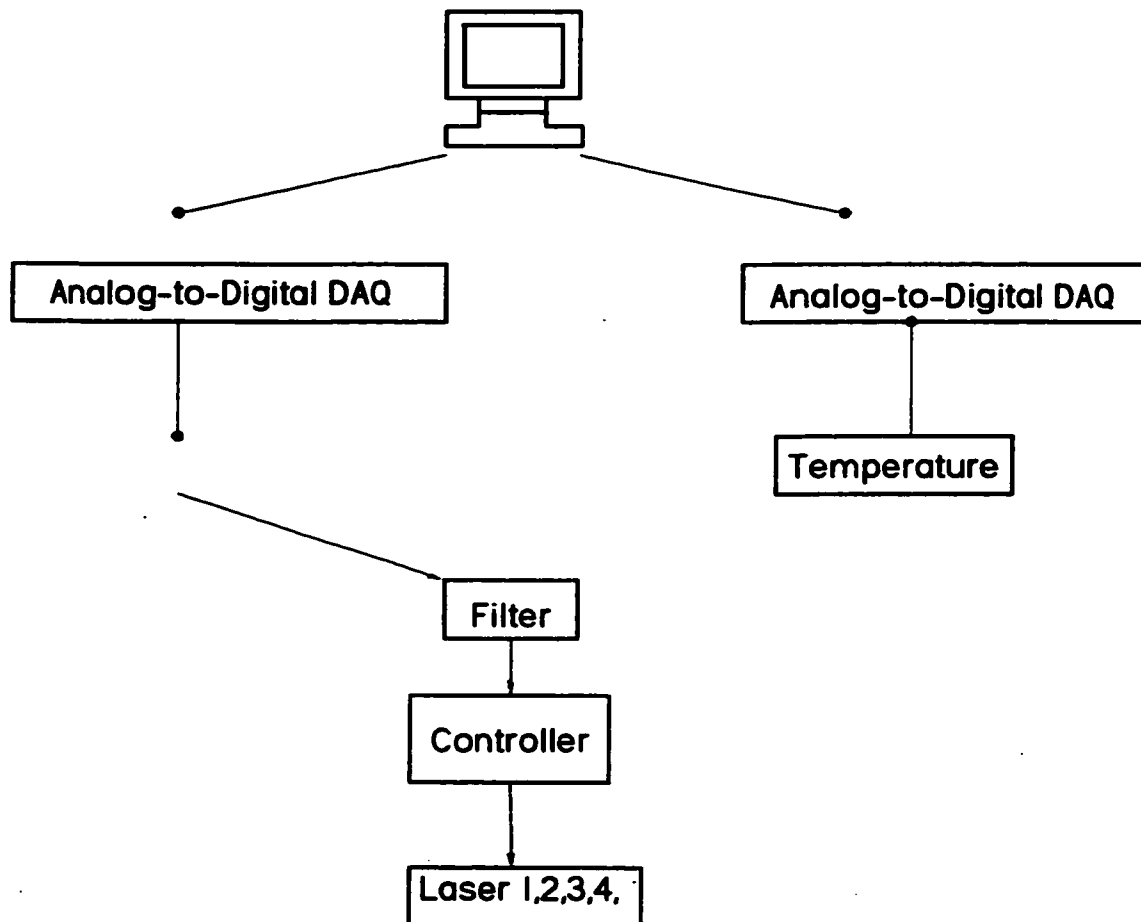 Analog-to-Digital DAQ
Analog-to-Digital DAQ
Temperature
Filter
Controller
Laser 1,2,3,4,